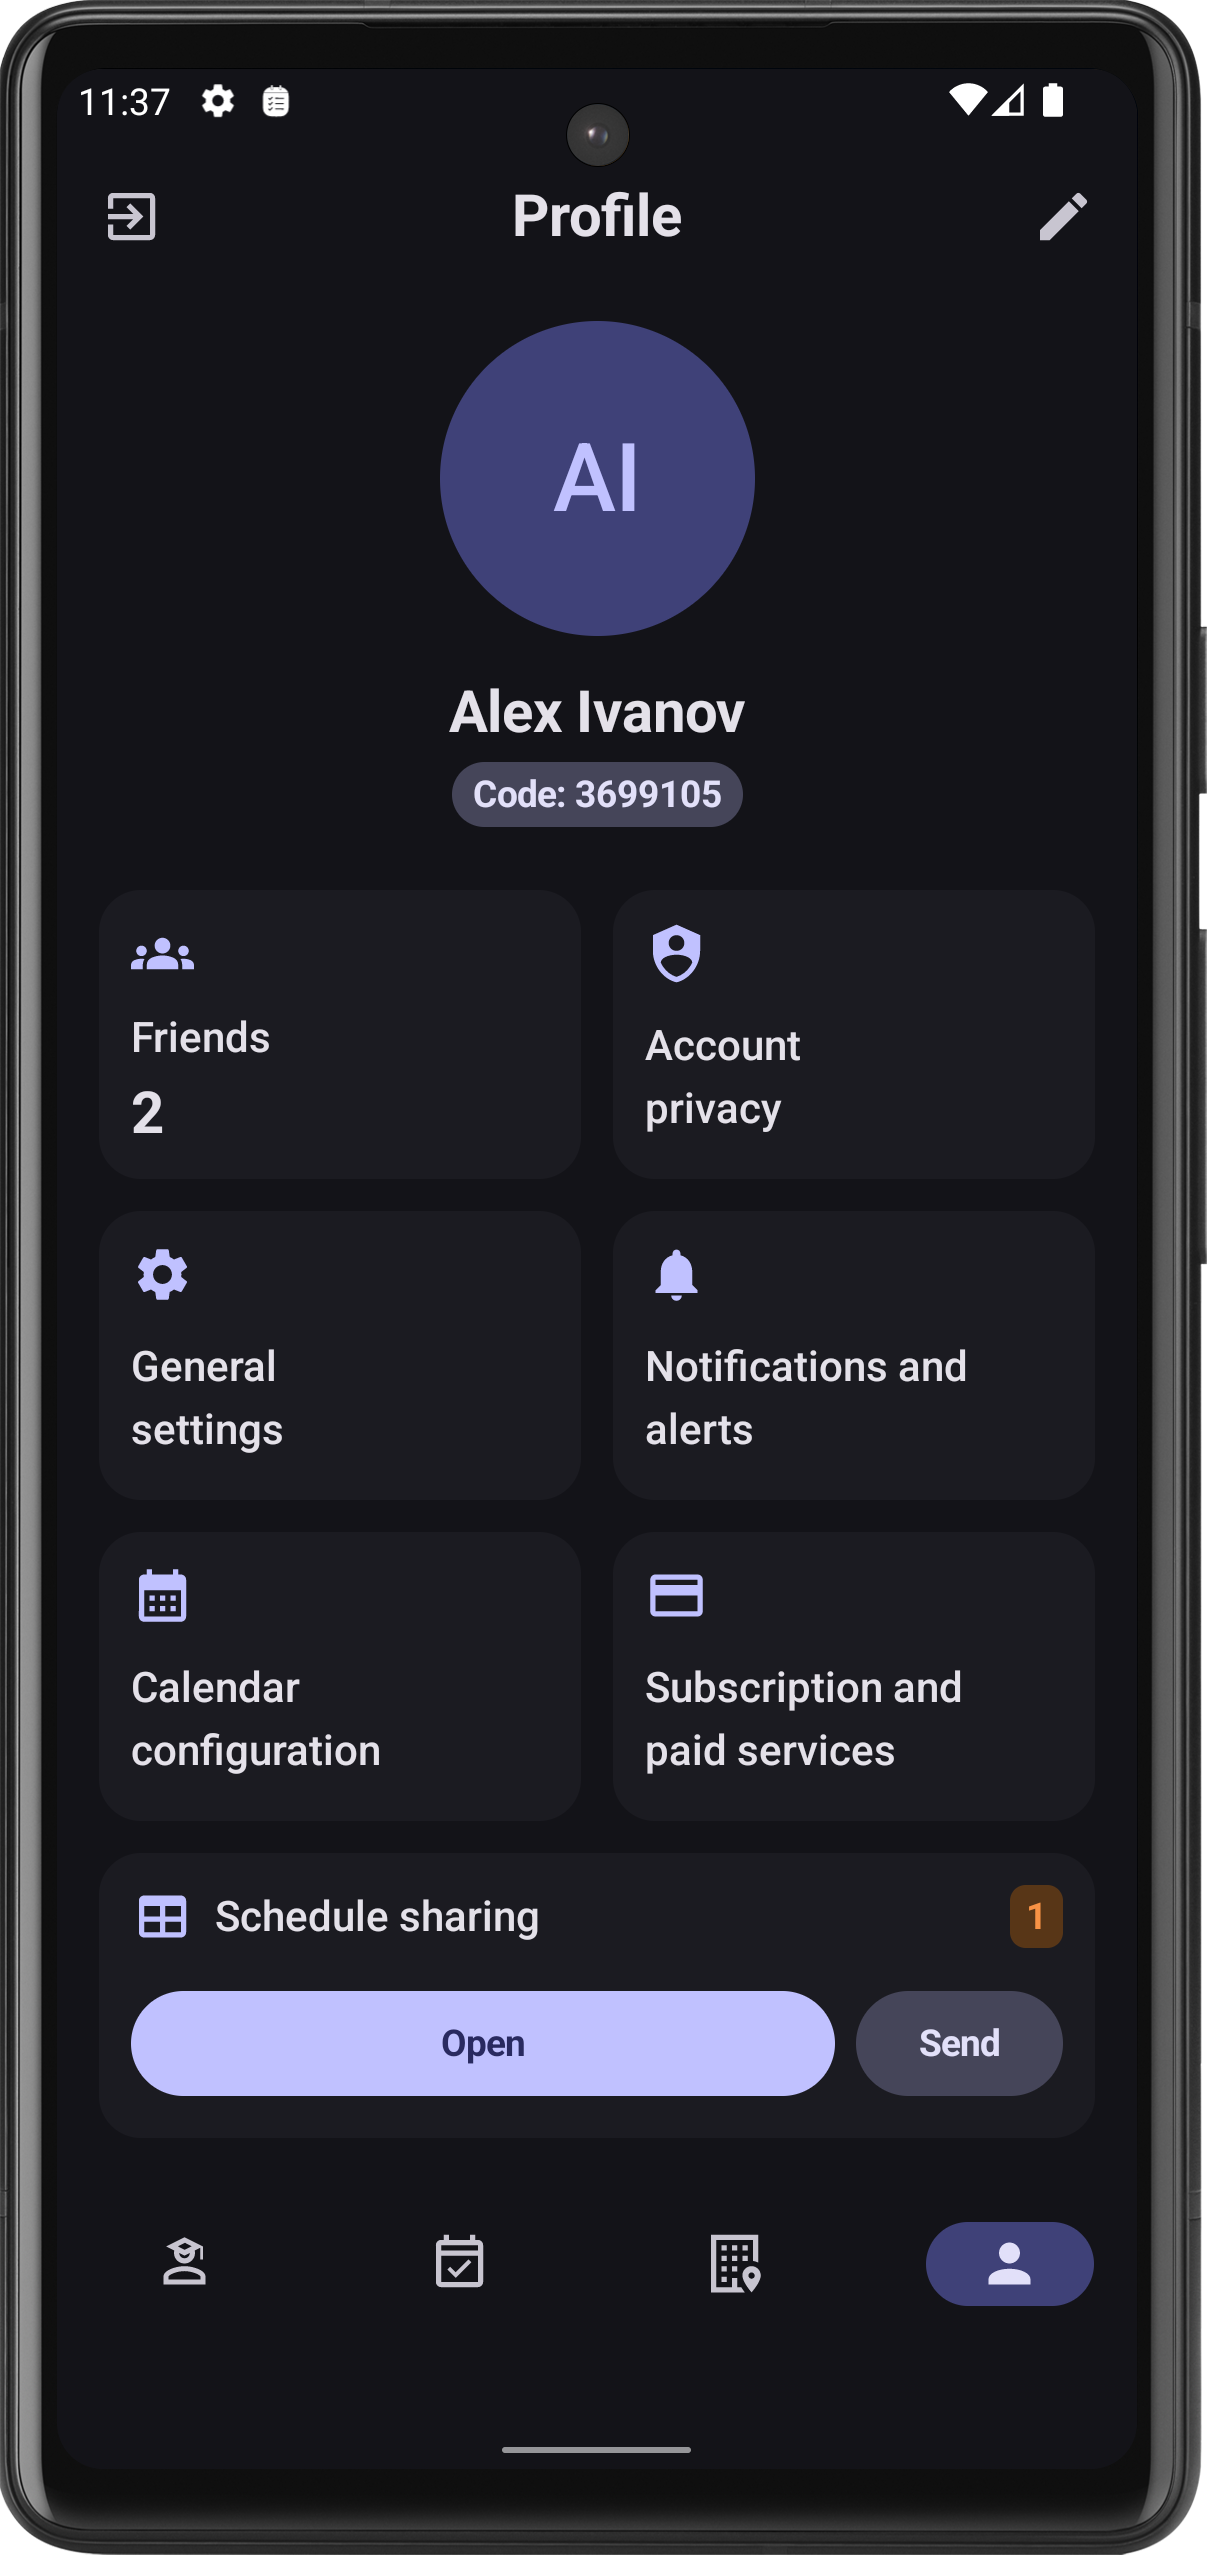 11:37
Profile
AI
Alex Ivanov
Code: 3699105
Friends
2
Account
privacy
General
settings
Notifications and
alerts
Calendar
configuration
Subscription and
paid services
Schedule sharing
1
Open
Send